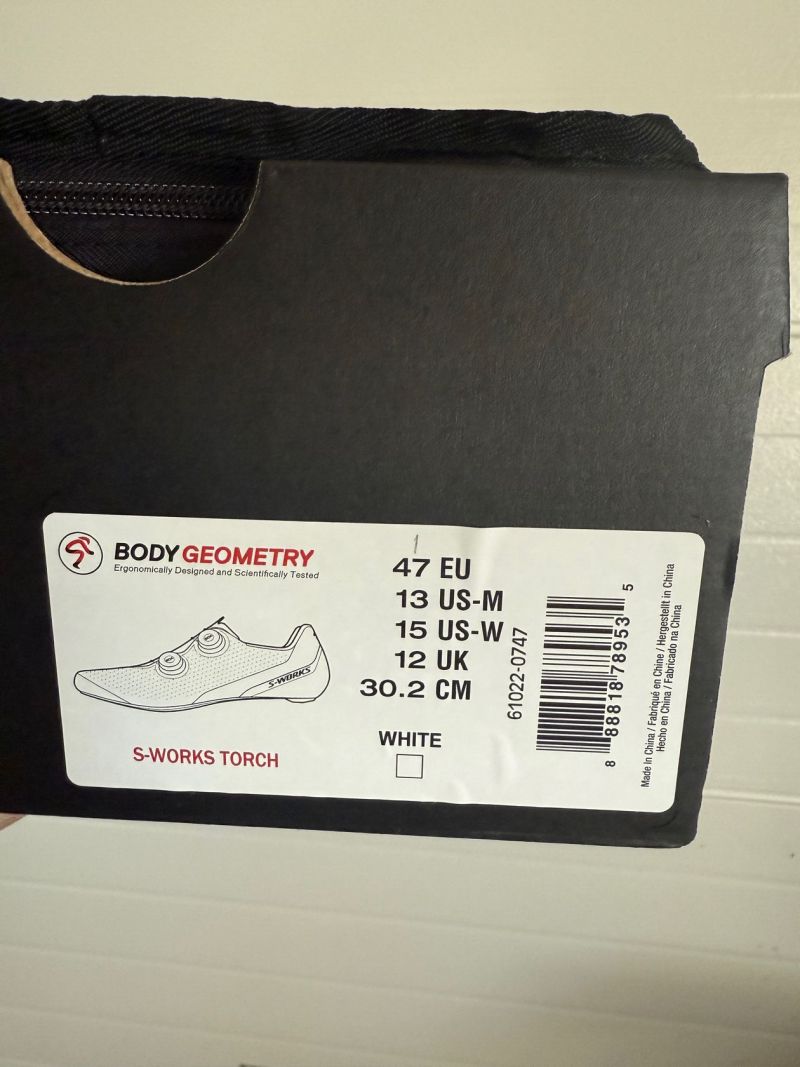 BODY GEOMETRY
Ergonomically Designed and Scientifically Tested
S-WORKS
S-WORKS TORCH
47 EU
13 US-M
15 US-W
12 UK
30.2 CM
WHITE
61022-0747
8 88818 78953 5
Made In China / Fabriqué en Chine / Hergestellt in China
Hecho en China / Fabricado na China